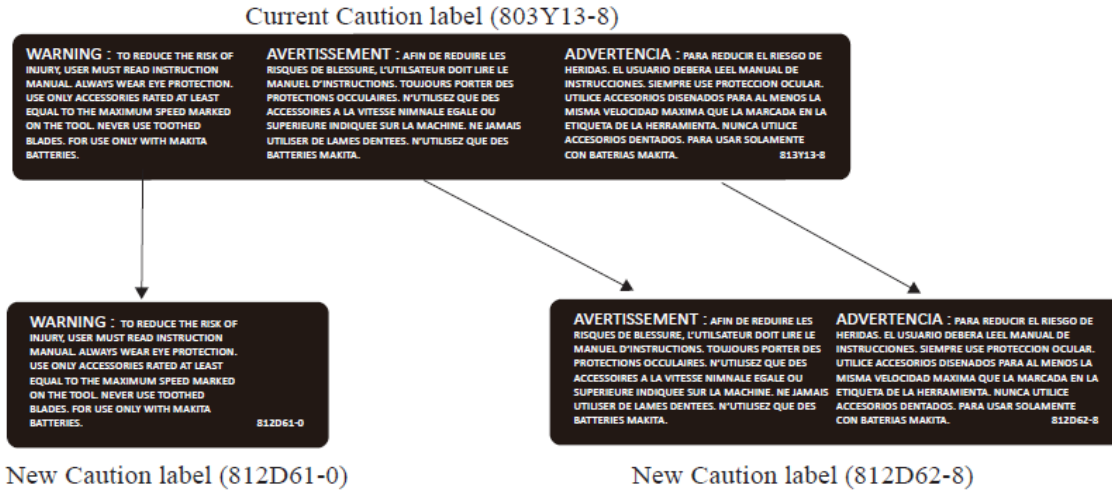 Current Caution label (803Y13-8)
WARNING : TO REDUCE THE RISK OF
INJURY, USER MUST READ INSTRUCTION
MANUAL. ALWAYS WEAR EYE PROTECTION.
USE ONLY ACCESSORIES RATED AT LEAST
EQUAL TO THE MAXIMUM SPEED MARKED
ON THE TOOL. NEVER USE TOOTHED
BLADES. FOR USE ONLY WITH MAKITA
BATTERIES.
AVERTISSEMENT : AFIN DE REDUIRE LES
RISQUES DE BLESSURE, L'UTILSATEUR DOIT LIRE LE
MANUEL D'INSTRUCTIONS. TOUJOURS PORTER DES
PROTECTIONS OCCULAIRES. N'UTILISEZ QUE DES
ACCESSOIRES A LA VITESSE NIMNALE EGALE OU
SUPERIEURE INDIQUEE SUR LA MACHINE. NE JAMAIS
UTILISER DE LAMES DENTEES. N'UTILISEZ QUE DES
BATTERIES MAKITA.
ADVERTENCIA : PARA REDUCIR EL RIESGO DE
HERIDAS. EL USUARIO DEBERA LEEL MANUAL DE
INSTRUCCIONES. SIEMPRE USE PROTECCION OCULAR.
UTILICE ACCESORIOS DISENADOS PARA AL MENOS LA
MISMA VELOCIDAD MAXIMA QUE LA MARCADA EN LA
ETIQUETA DE LA HERRAMIENTA. NUNCA UTILICE
ACCESORIOS DENTADOS. PARA USAR SOLAMENTE
CON BATERIAS MAKITA. 813Y13-8
WARNING : TO REDUCE THE RISK OF
INJURY, USER MUST READ INSTRUCTION
MANUAL. ALWAYS WEAR EYE PROTECTION.
USE ONLY ACCESSORIES RATED AT LEAST
EQUAL TO THE MAXIMUM SPEED MARKED
ON THE TOOL. NEVER USE TOOTHED
BLADES. FOR USE ONLY WITH MAKITA
BATTERIES. 812D61-0
AVERTISSEMENT : AFIN DE REDUIRE LES
RISQUES DE BLESSURE, L'UTILSATEUR DOIT LIRE LE
MANUEL D'INSTRUCTIONS. TOUJOURS PORTER DES
PROTECTIONS OCCULAIRES. N'UTILISEZ QUE DES
ACCESSOIRES A LA VITESSE NIMNALE EGALE OU
SUPERIEURE INDIQUEE SUR LA MACHINE. NE JAMAIS
UTILISER DE LAMES DENTEES. N'UTILISEZ QUE DES
BATTERIES MAKITA.
ADVERTENCIA : PARA REDUCIR EL RIESGO DE
HERIDAS. EL USUARIO DEBERA LEEL MANUAL DE
INSTRUCCIONES. SIEMPRE USE PROTECCION OCULAR.
UTILICE ACCESORIOS DISENADOS PARA AL MENOS LA
MISMA VELOCIDAD MAXIMA QUE LA MARCADA EN LA
ETIQUETA DE LA HERRAMIENTA. NUNCA UTILICE
ACCESORIOS DENTADOS. PARA USAR SOLAMENTE
CON BATERIAS MAKITA. 812D62-8
New Caution label (812D61-0)
New Caution label (812D62-8)